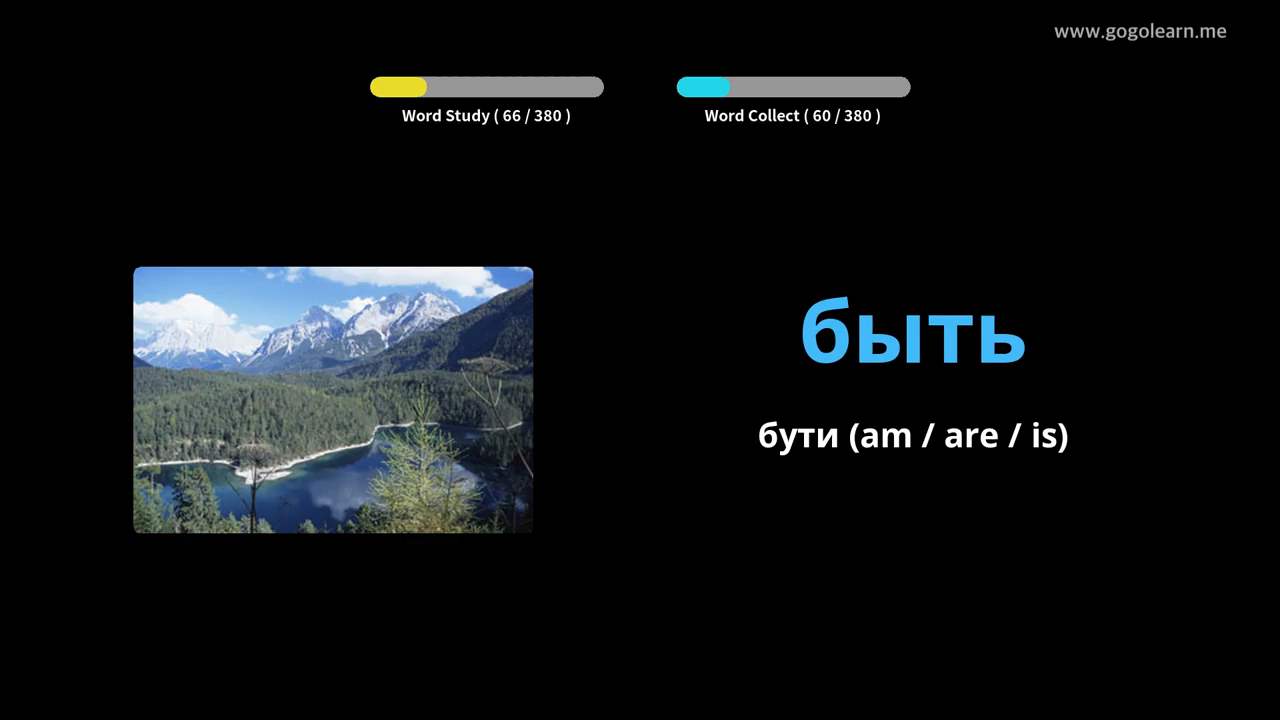 www.gogolearn.me
Word Study ( 66 / 380 )
Word Collect ( 60 / 380 )
быть
бути (am / are / is)